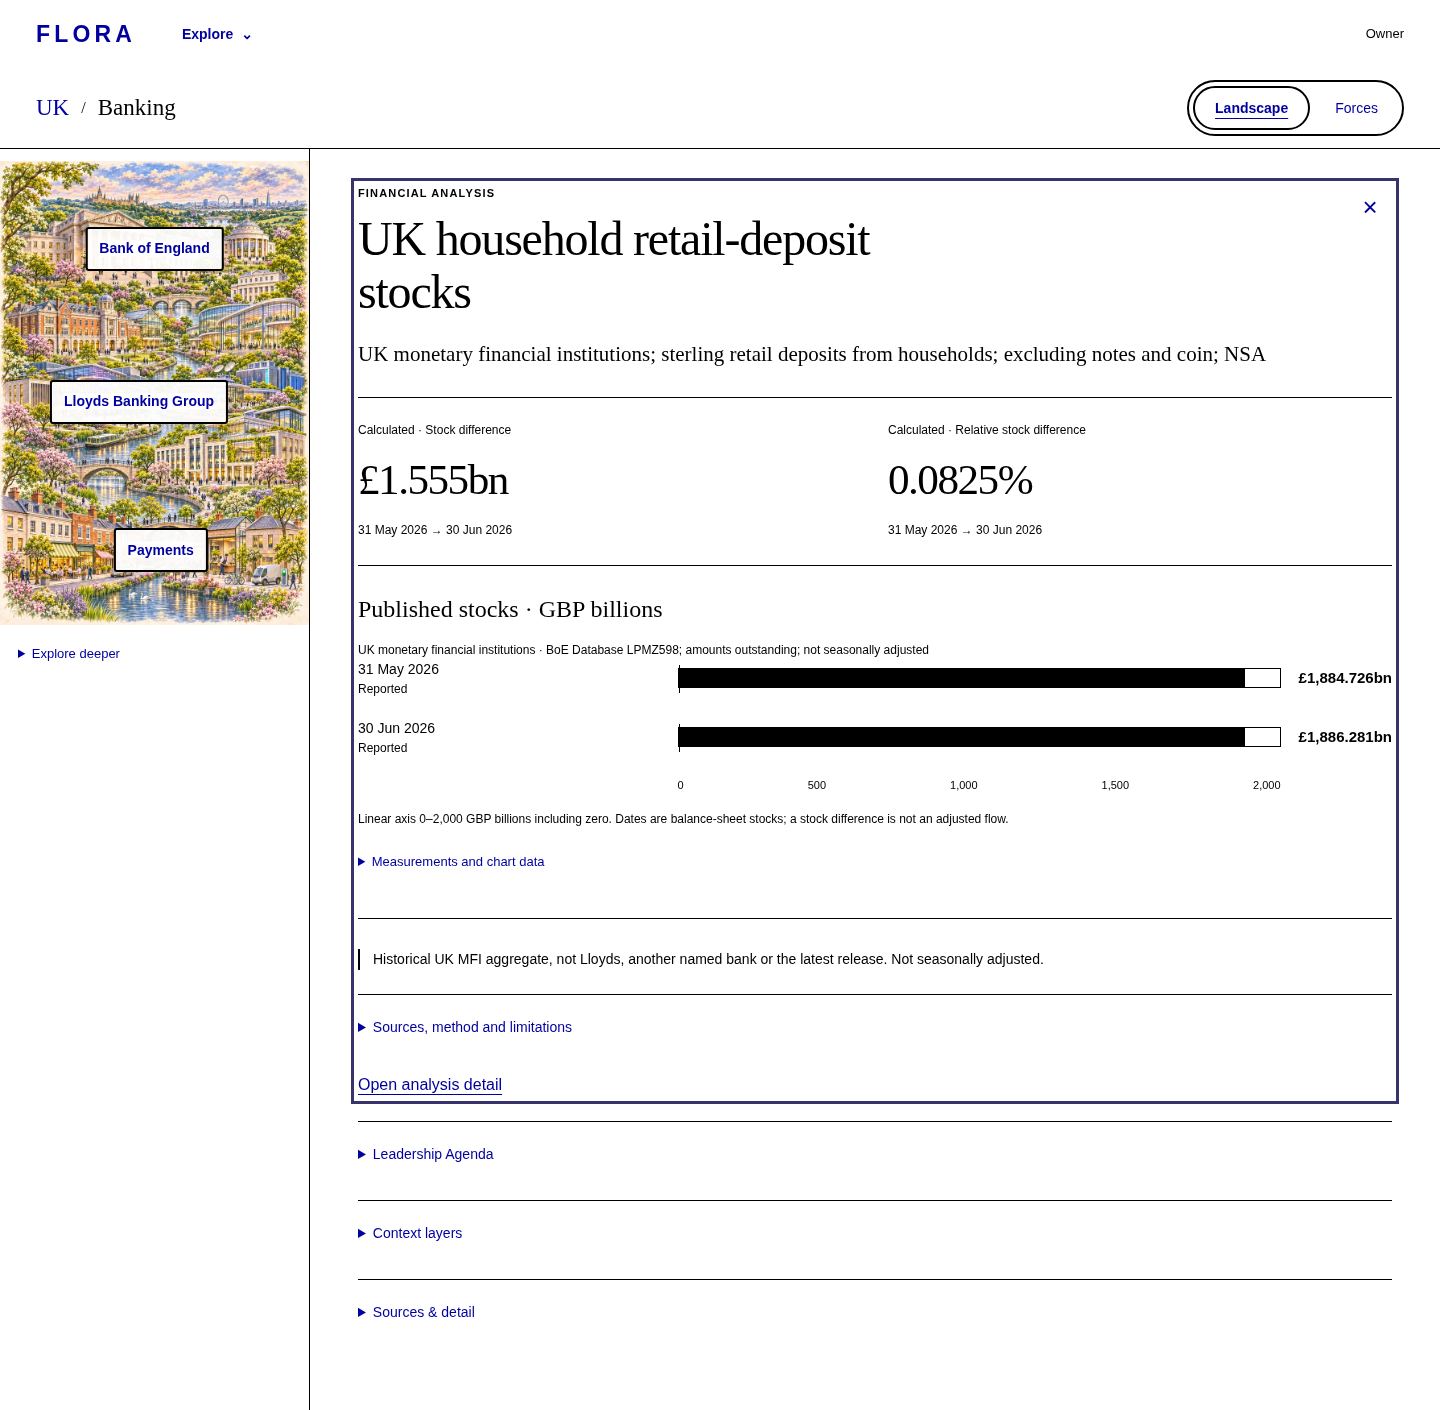 FLORA
Explore
Owner
UK / Banking
Landscape
Forces
Bank of England
Lloyds Banking Group
Payments
Explore deeper
FINANCIAL ANALYSIS
×
UK household retail-deposit
stocks
UK monetary financial institutions; sterling retail deposits from households; excluding notes and coin; NSA
Calculated · Stock difference
£1.555bn
31 May 2026 → 30 Jun 2026
Calculated · Relative stock difference
0.0825%
31 May 2026 → 30 Jun 2026
Published stocks · GBP billions
UK monetary financial institutions · BoE Database LPMZ598; amounts outstanding; not seasonally adjusted
31 May 2026
Reported
£1,884.726bn
30 Jun 2026
Reported
£1,886.281bn
0 500 1,000 1,500 2,000
Linear axis 0–2,000 GBP billions including zero. Dates are balance-sheet stocks; a stock difference is not an adjusted flow.
Measurements and chart data
Historical UK MFI aggregate, not Lloyds, another named bank or the latest release. Not seasonally adjusted.
Sources, method and limitations
Open analysis detail
Leadership Agenda
Context layers
Sources & detail